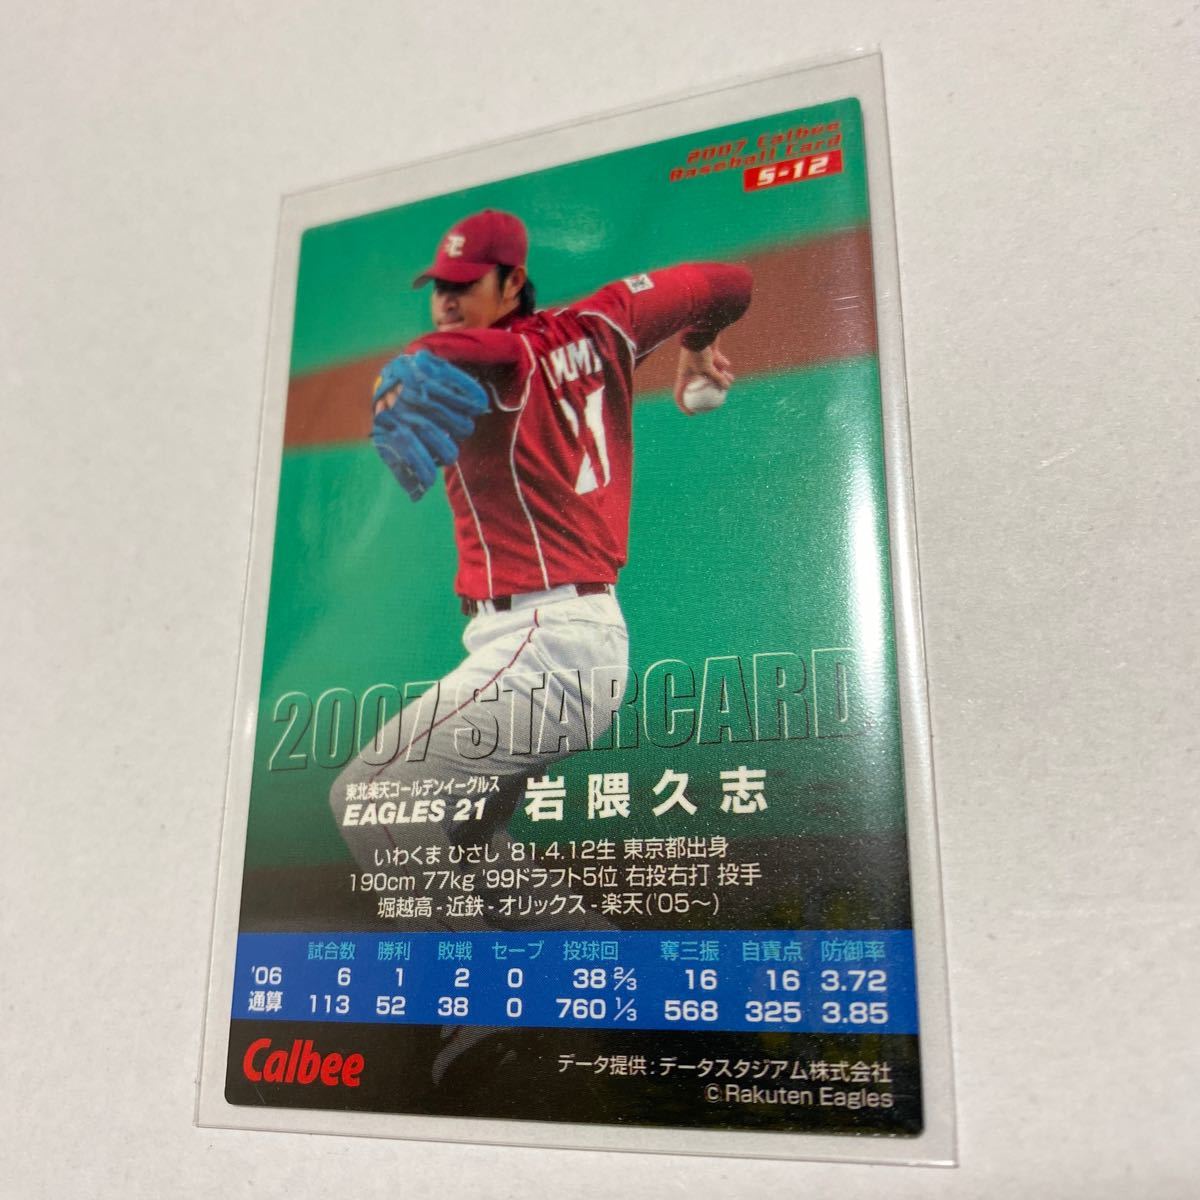 2007 Calbee
Baseball Card
S-12
21
2007 STARCARD
東北楽天ゴールデンイーグルス
EAGLES 21 岩隈久志
いわくま ひさし '81.4.12生 東京都出身
190cm 77kg '99ドラフト5位 右投右打 投手
堀越高-近鉄-オリックス-楽天('05〜)
試合数 勝利 敗戦 セーブ 投球回 奪三振 自責点 防御率
'06 6 1 2 0 38 2/3 16 16 3.72
通算 113 52 38 0 760 1/3 568 325 3.85
Calbee
データ提供:データスタジアム株式会社
©Rakuten Eagles